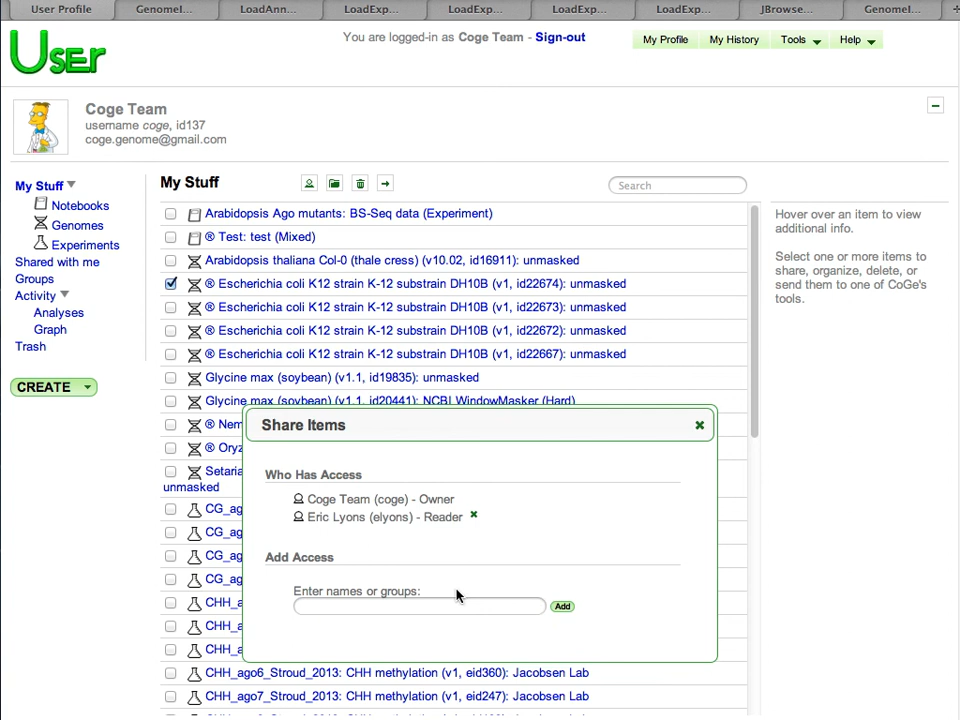 User Profile GenomeI... LoadAnn... LoadExp... LoadExp... LoadExp... LoadExp... JBrowse... GenomeI...
User
You are logged-in as Coge Team - Sign-out
My Profile My History Tools Help
Coge Team
username coge, id137
coge.genome@gmail.com
My Stuff
Notebooks
Genomes
Experiments
Shared with me
Groups
Activity
Analyses
Graph
Trash
CREATE
My Stuff
Search
Arabidopsis Ago mutants: BS-Seq data (Experiment)
® Test: test (Mixed)
Arabidopsis thaliana Col-0 (thale cress) (v10.02, id16911): unmasked
® Escherichia coli K12 strain K-12 substrain DH10B (v1, id22674): unmasked
® Escherichia coli K12 strain K-12 substrain DH10B (v1, id22673): unmasked
® Escherichia coli K12 strain K-12 substrain DH10B (v1, id22672): unmasked
® Escherichia coli K12 strain K-12 substrain DH10B (v1, id22667): unmasked
Glycine max (soybean) (v1.1, id19835): unmasked
Glycine max (soybean) (v1.1, id20441): NCBI WindowMasker (Hard)
® Nem
® Oryz
Setaria
unmasked
CG_ag
CG_ag
CG_ag
CG_ag
CHH_a
CHH_a
CHH_a
CHH_ago6_Stroud_2013: CHH methylation (v1, eid360): Jacobsen Lab
CHH_ago7_Stroud_2013: CHH methylation (v1, eid247): Jacobsen Lab
Share Items
Who Has Access
Coge Team (coge) - Owner
Eric Lyons (elyons) - Reader
Add Access
Enter names or groups:
Add
Hover over an item to view
additional info.
Select one or more items to
share, organize, delete, or
send them to one of CoGe's
tools.